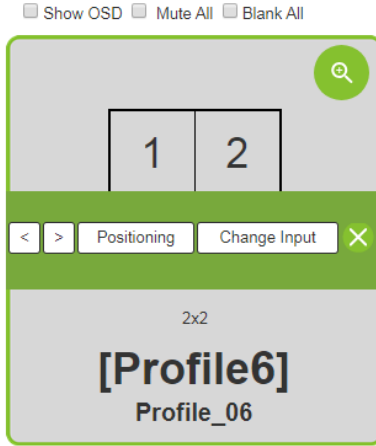 Show OSD Mute All Blank All
1 2
< > Positioning Change Input
2x2
[Profile6]
Profile_06